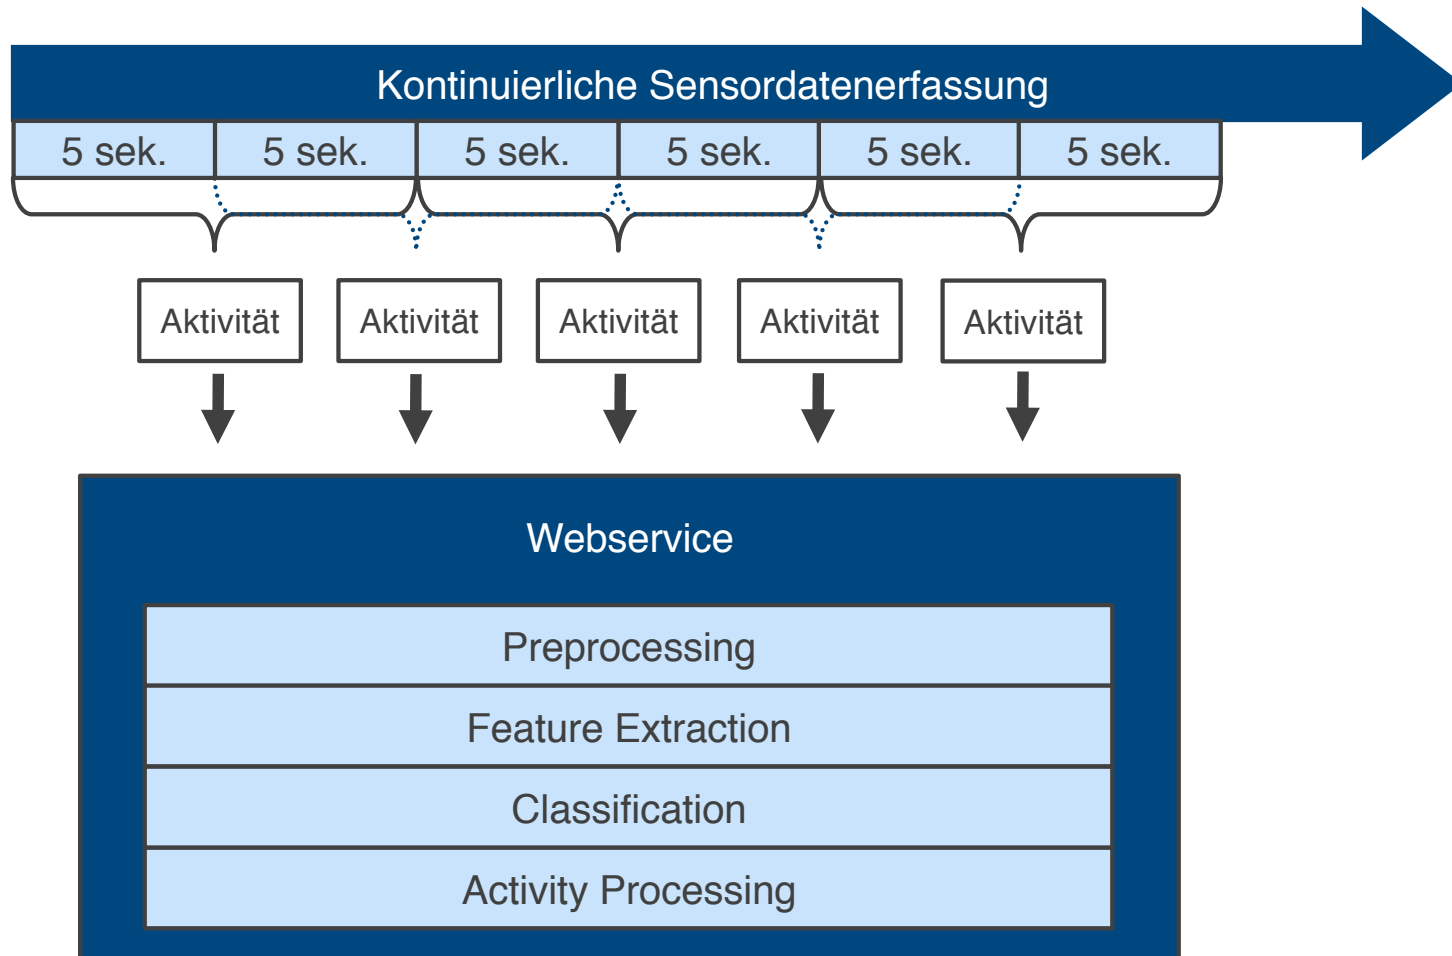 Kontinuierliche Sensordatenerfassung
5 sek. 5 sek. 5 sek. 5 sek. 5 sek. 5 sek.
Aktivität Aktivität Aktivität Aktivität Aktivität
Webservice
Preprocessing
Feature Extraction
Classification
Activity Processing